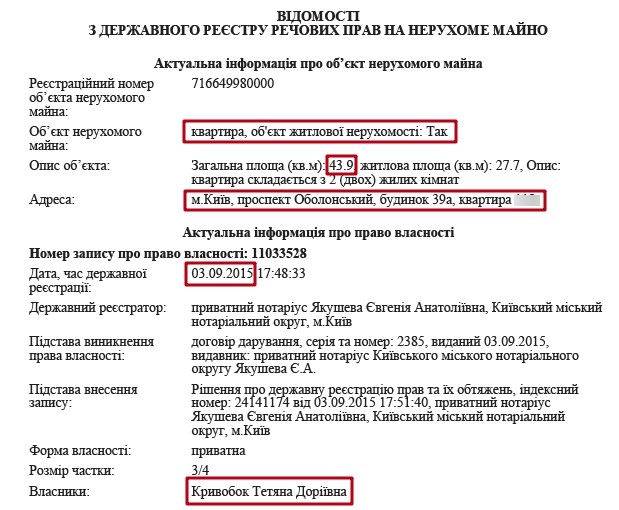 ВІДОМОСТІ
З ДЕРЖАВНОГО РЕЄСТРУ РЕЧОВИХ ПРАВ НА НЕРУХОМЕ МАЙНО
Актуальна інформація про об’єкт нерухомого майна
Реєстраційний номер об’єкта нерухомого майна: 716649980000
Об’єкт нерухомого майна: квартира, об'єкт житлової нерухомості: Так
Опис об’єкта: Загальна площа (кв.м): 43.9, житлова площа (кв.м): 27.7, Опис:
квартира складається з 2 (двох) жилих кімнат
Адреса: м.Київ, проспект Оболонський, будинок 39а, квартира
Актуальна інформація про право власності
Номер запису про право власності: 11033528
Дата, час державної реєстрації: 03.09.2015 17:48:33
Державний реєстратор: приватний нотаріус Якушева Євгенія Анатоліївна, Київський міський
нотаріальний округ, м.Київ
Підстава виникнення права власності: договір дарування, серія та номер: 2385, виданий 03.09.2015,
видавник: приватний нотаріус Київського міського нотаріального
округу Якушева Є.А.
Підстава внесення запису: Рішення про державну реєстрацію прав та їх обтяжень, індексний
номер: 24141174 від 03.09.2015 17:51:40, приватний нотаріус
Якушева Євгенія Анатоліївна, Київський міський нотаріальний
округ, м.Київ
Форма власності: приватна
Розмір частки: 3/4
Власники: Кривобок Тетяна Доріївна